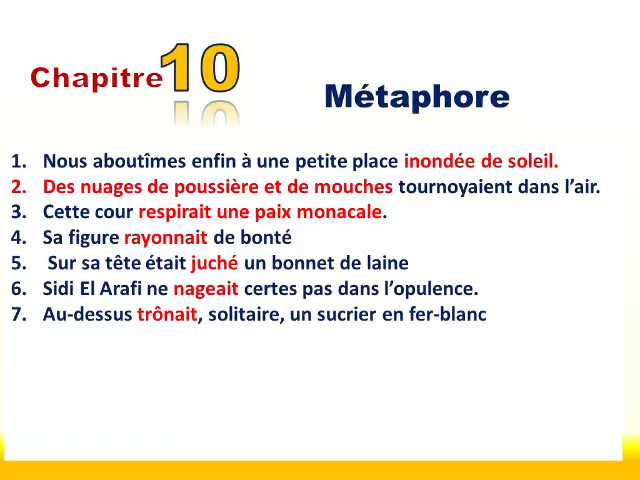 Chapitre 10
Métaphore
1. Nous aboutîmes enfin à une petite place inondée de soleil.
2. Des nuages de poussière et de mouches tournoyaient dans l'air.
3. Cette cour respirait une paix monacale.
4. Sa figure rayonnait de bonté
5. Sur sa tête était juché un bonnet de laine
6. Sidi El Arafi ne nageait certes pas dans l'opulence.
7. Au-dessus trônait, solitaire, un sucrier en fer-blanc